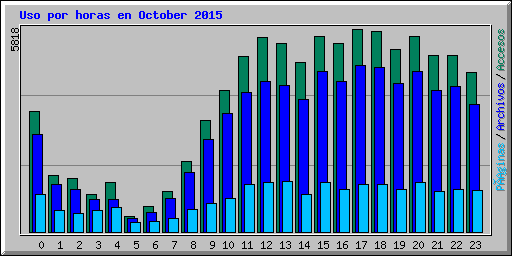 Uso por horas en October 2015
5818
PÃginas / Archivos / Accesos
0 1 2 3 4 5 6 7 8 9 10 11 12 13 14 15 16 17 18 19 20 21 22 23